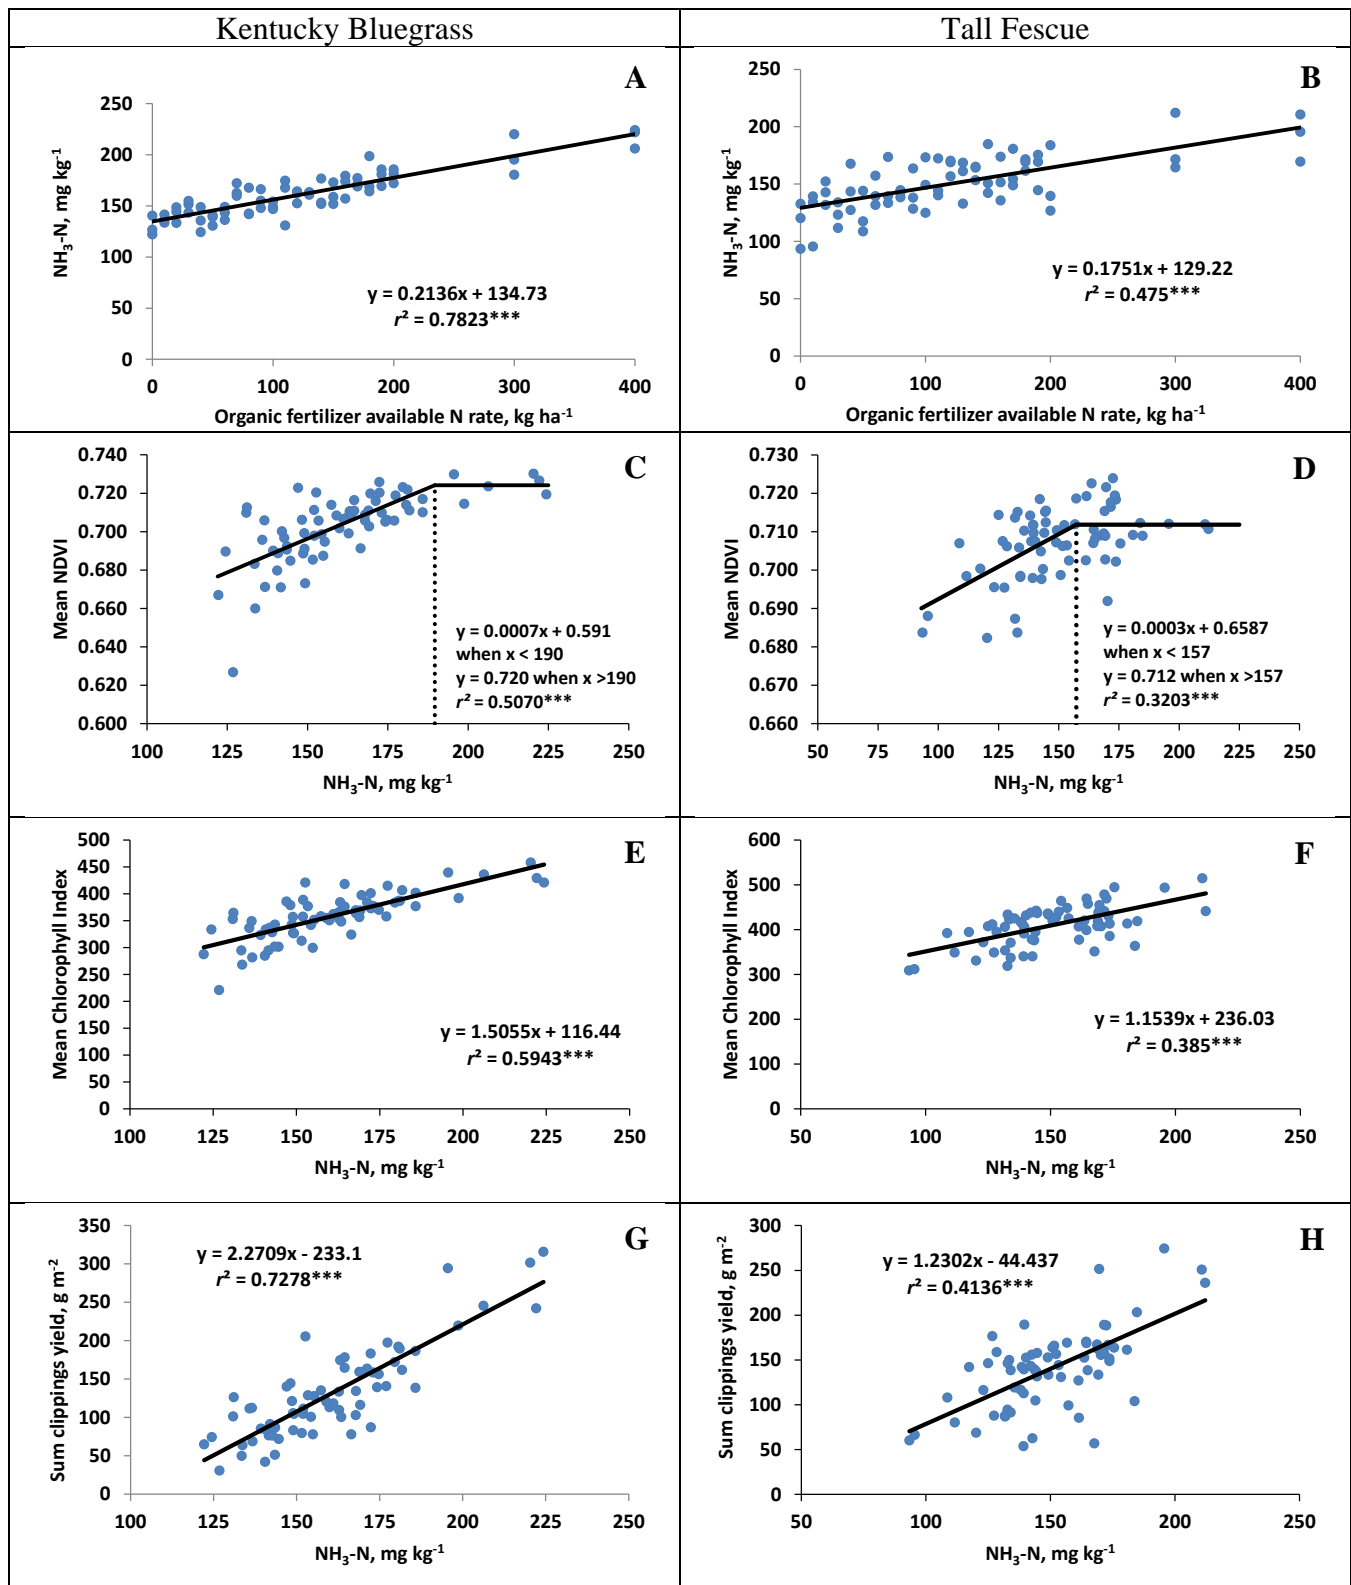 Kentucky Bluegrass
Tall Fescue
A
250
200
150
100
50
0
NH₃-N, mg kg⁻¹
y = 0.2136x + 134.73
r² = 0.7823***
0 100 200 300 400
Organic fertilizer available N rate, kg ha⁻¹
B
250
200
150
100
50
0
NH₃-N, mg kg⁻¹
y = 0.1751x + 129.22
r² = 0.475***
0 100 200 300 400
Organic fertilizer available N rate, kg ha⁻¹
C
0.740
0.720
0.700
0.680
0.660
0.640
0.620
0.600
Mean NDVI
y = 0.0007x + 0.591
when x < 190
y = 0.720 when x >190
r² = 0.5070***
100 125 150 175 200 225 250
NH₃-N, mg kg⁻¹
D
0.730
0.720
0.710
0.700
0.690
0.680
0.670
0.660
Mean NDVI
y = 0.0003x + 0.6587
when x < 157
y = 0.712 when x >157
r² = 0.3203***
50 75 100 125 150 175 200 225 250
NH₃-N, mg kg⁻¹
E
500
450
400
350
300
250
200
150
100
50
0
Mean Chlorophyll Index
y = 1.5055x + 116.44
r² = 0.5943***
100 125 150 175 200 225 250
NH₃-N, mg kg⁻¹
F
600
500
400
300
200
100
0
Mean Chlorophyll Index
y = 1.1539x + 236.03
r² = 0.385***
50 100 150 200 250
NH₃-N, mg kg⁻¹
G
350
300
250
200
150
100
50
0
Sum clippings yield, g m⁻²
y = 2.2709x - 233.1
r² = 0.7278***
100 125 150 175 200 225 250
NH₃-N, mg kg⁻¹
H
300
250
200
150
100
50
0
Sum clippings yield, g m⁻²
y = 1.2302x - 44.437
r² = 0.4136***
50 100 150 200 250
NH₃-N, mg kg⁻¹